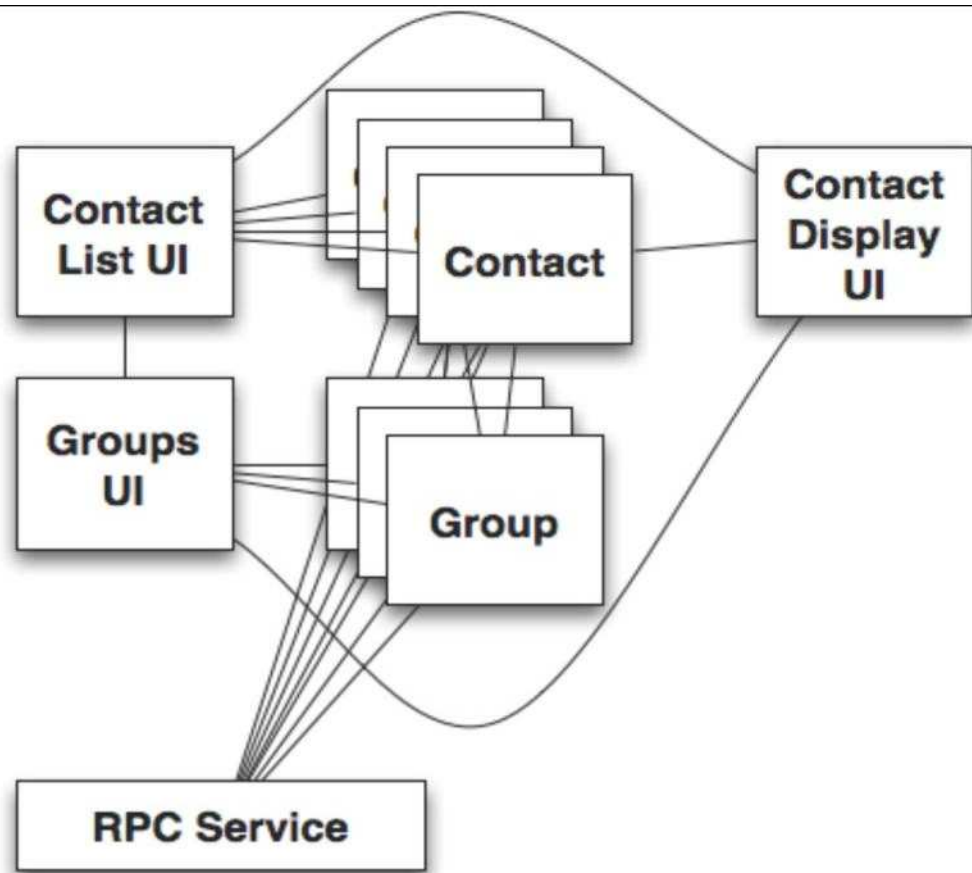 Contact
List UI
Contact
Contact
Display
UI
Groups
UI
Group
RPC Service